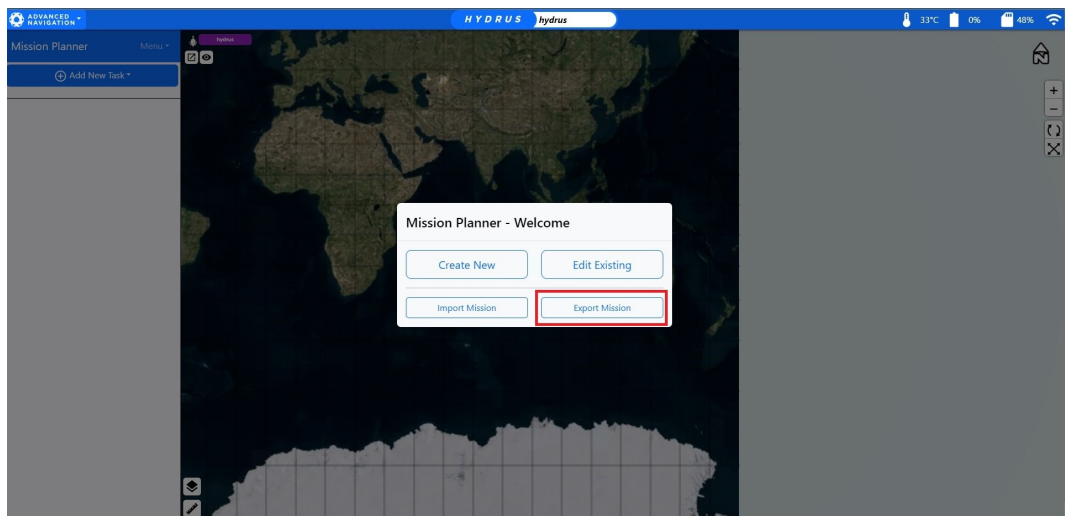 ADVANCED
NAVIGATION
HYDRUS hydrus
33°C 0% 48%
Mission Planner Menu
hydrus
Add New Task
Mission Planner - Welcome
Create New Edit Existing
Import Mission Export Mission